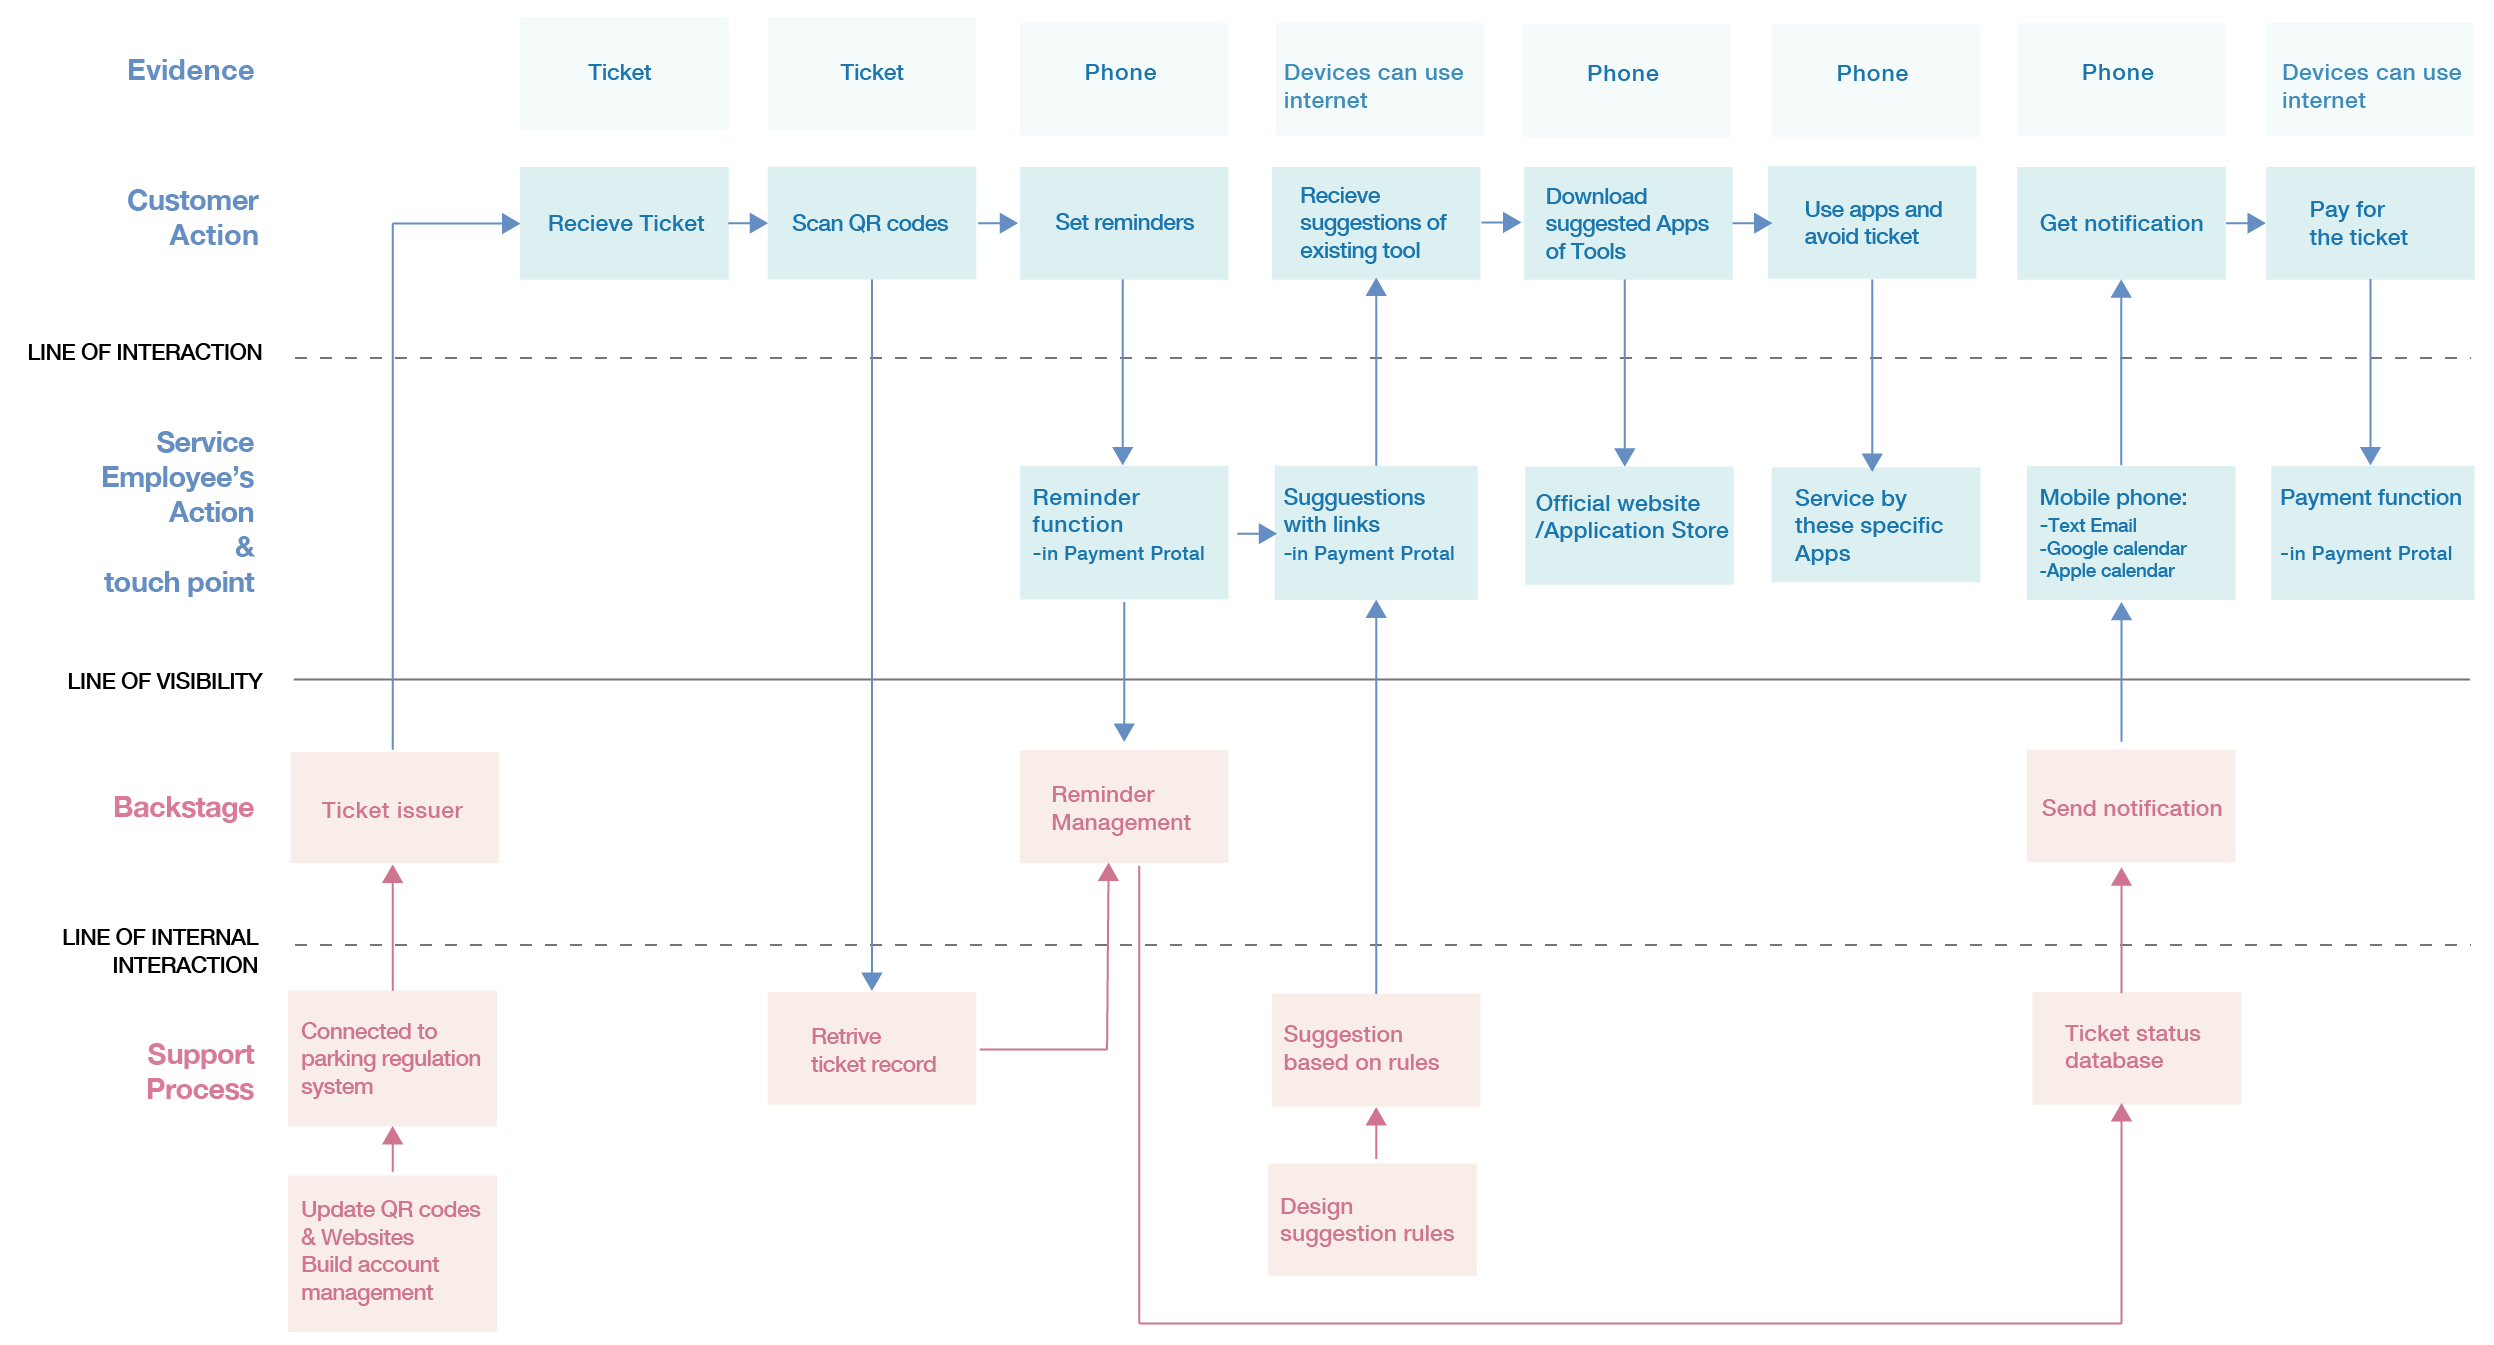 Evidence
Ticket
Ticket
Phone
Devices can use
internet
Phone
Phone
Phone
Devices can use
internet
Customer
Action
Recieve Ticket
Scan QR codes
Set reminders
Recieve
suggestions of
existing tool
Download
suggested Apps
of Tools
Use apps and
avoid ticket
Get notification
Pay for
the ticket
LINE OF INTERACTION
Service
Employee’s
Action
&
touch point
Reminder
function
-in Payment Protal
Sugguestions
with links
-in Payment Protal
Official website
/Application Store
Service by
these specific
Apps
Mobile phone:
-Text Email
-Google calendar
-Apple calendar
Payment function
-in Payment Protal
LINE OF VISIBILITY
Backstage
Ticket issuer
Reminder
Management
Send notification
LINE OF INTERNAL
INTERACTION
Support
Process
Connected to
parking regulation
system
Retrive
ticket record
Suggestion
based on rules
Ticket status
database
Update QR codes
& Websites
Build account
management
Design
suggestion rules